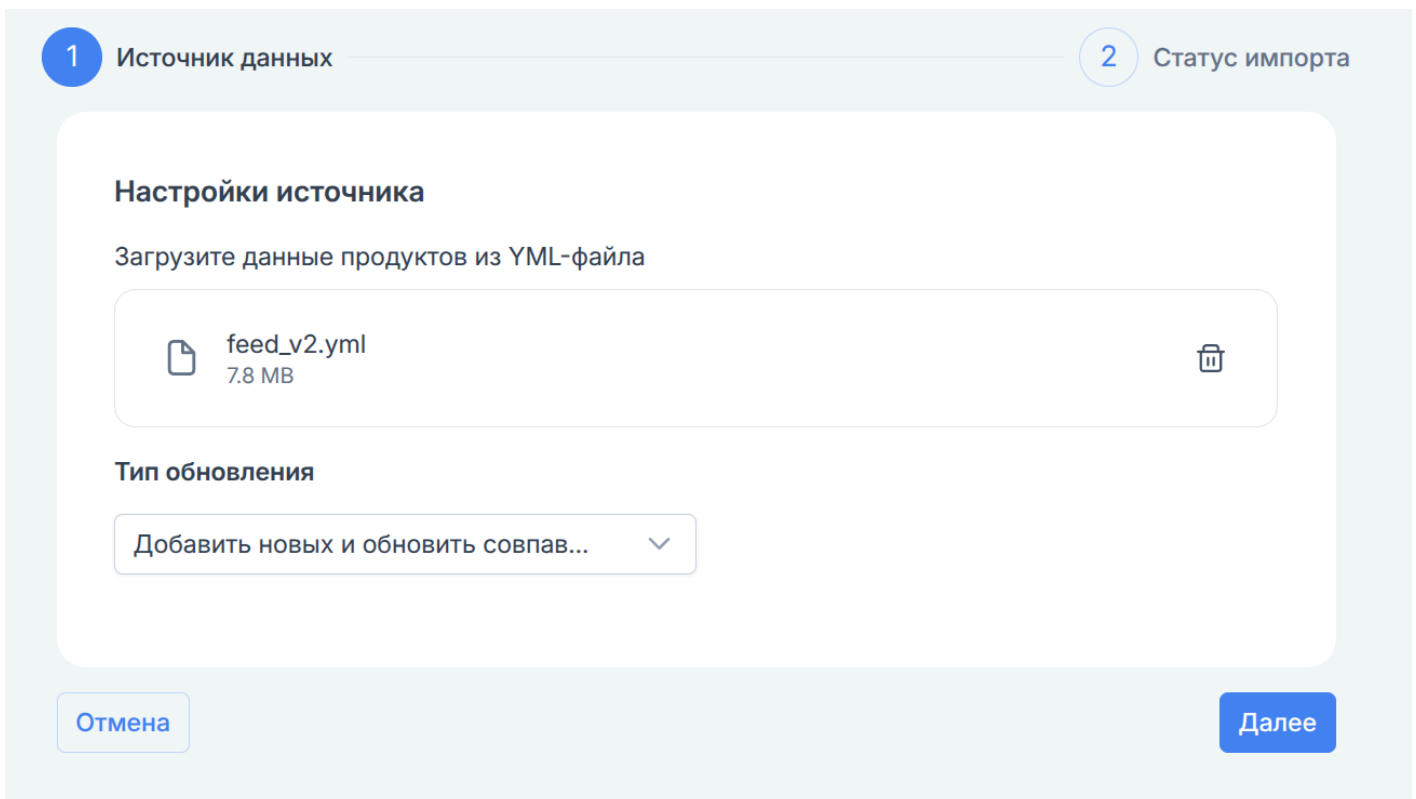 1 Источник данных 2 Статус импорта
Настройки источника
Загрузите данные продуктов из YML-файла
feed_v2.yml
7.8 MB
Тип обновления
Добавить новых и обновить совпав...
Отмена Далее